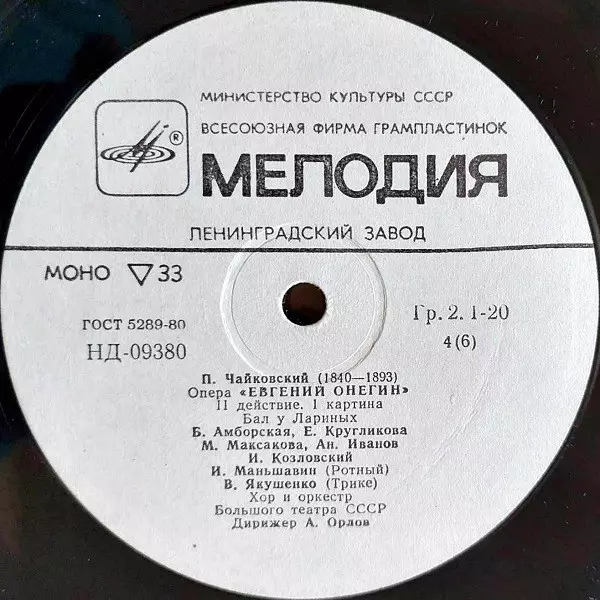 МИНИСТЕРСТВО КУЛЬТУРЫ СССР
ВСЕСОЮЗНАЯ ФИРМА ГРАМПЛАСТИНОК
®
МЕЛОДИЯ
ЛЕНИНГРАДСКИЙ ЗАВОД
МОНО ▽ 33
ГОСТ 5289-80
НД-09380
Гр. 2. 1-20
4(6)
П. Чайковский (1840—1893)
Опера «ЕВГЕНИЙ ОНЕГИН»
II действие. 1 картина
Бал у Лариных
Б. Амборская, Е. Кругликова
М. Максакова, Ан. Иванов
И. Козловский
И. Маньшавин (Ротный)
В. Якушенко (Трике)
Хор и оркестр
Большого театра СССР
Дирижер А. Орлов